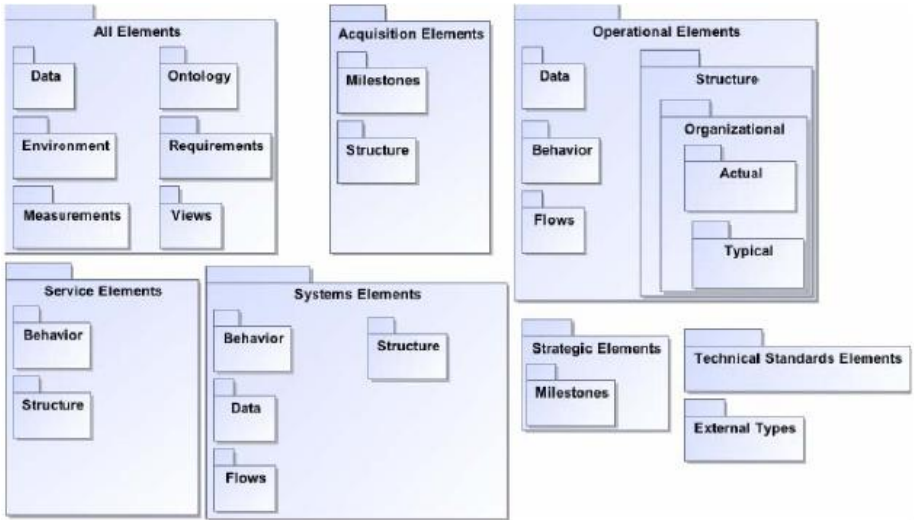 All Elements
Data
Ontology
Environment
Requirements
Measurements
Views
Acquisition Elements
Milestones
Structure
Operational Elements
Data
Behavior
Flows
Structure
Organizational
Actual
Typical
Service Elements
Behavior
Structure
Systems Elements
Behavior
Structure
Data
Flows
Strategic Elements
Milestones
Technical Standards Elements
External Types